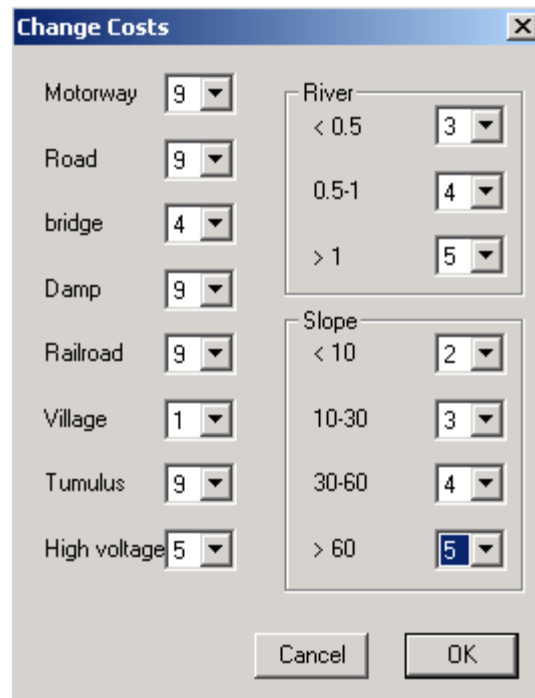 Change Costs
Motorway 9
Road 9
bridge 4
Damp 9
Railroad 9
Village 1
Tumulus 9
High voltage 5
River
< 0.5 3
0.5-1 4
> 1 5
Slope
< 10 2
10-30 3
30-60 4
> 60 5
Cancel OK